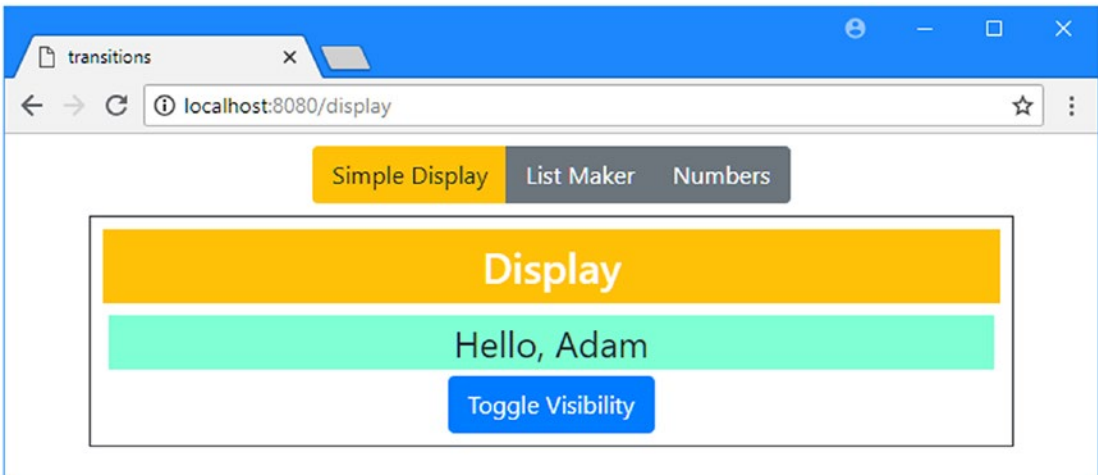 transitions
localhost:8080/display
Simple Display List Maker Numbers
Display
Hello, Adam
Toggle Visibility